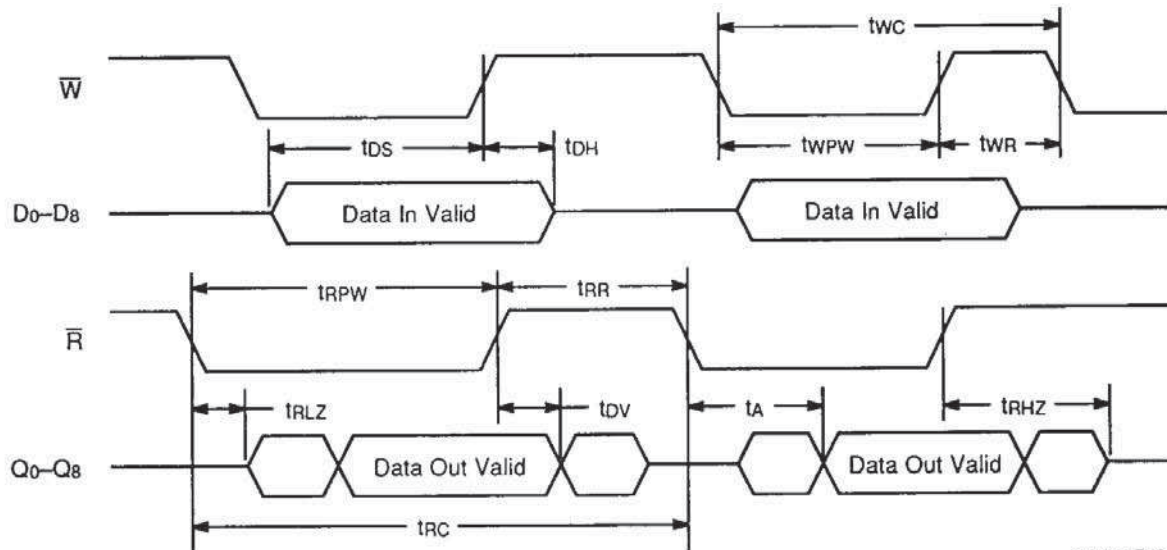 tWC
W
tDS
tDH
tWPW
tWR
D0–D8
Data In Valid
Data In Valid
tRPW
tRR
R
tRLZ
tDV
tA
tRHZ
Q0–Q8
Data Out Valid
Data Out Valid
tRC